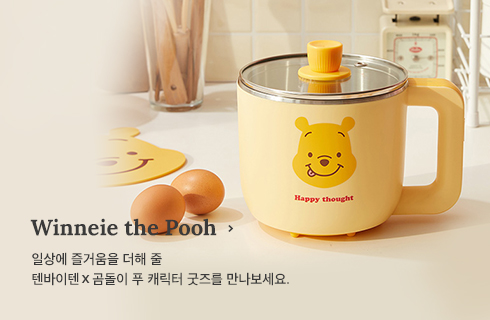 Happy thought
Winneie the Pooh ›
일상에 즐거움을 더해 줄
텐바이텐 x 곰돌이 푸 캐릭터 굿즈를 만나보세요.